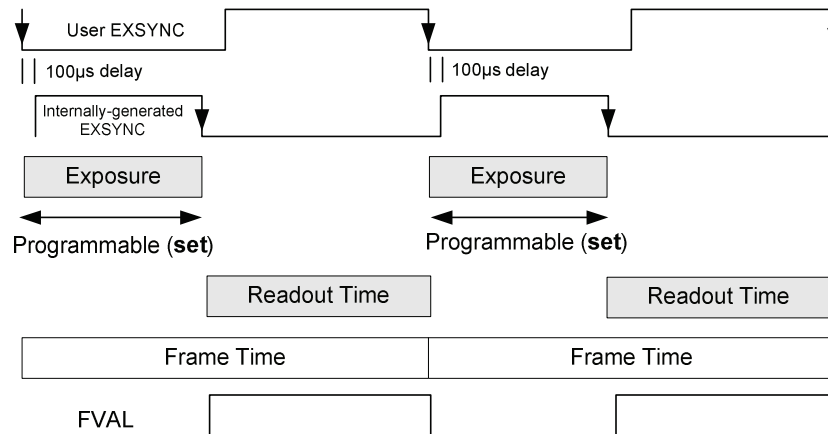 User EXSYNC
100µs delay
100µs delay
Internally-generated
EXSYNC
Exposure
Exposure
Programmable (set)
Programmable (set)
Readout Time
Readout Time
Frame Time
Frame Time
FVAL